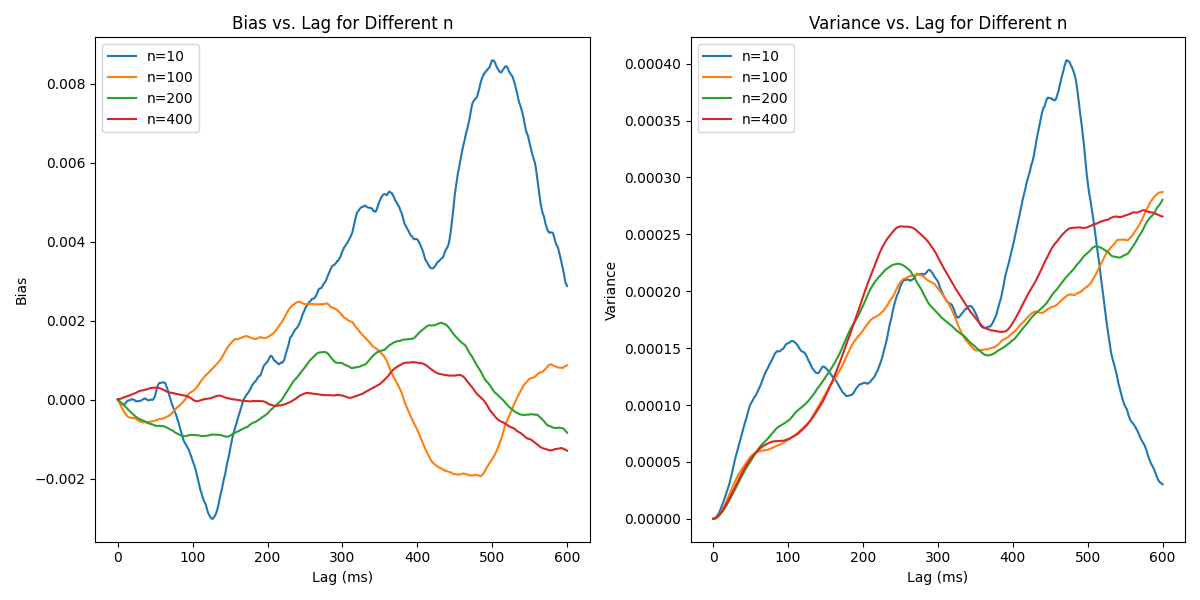 Bias vs. Lag for Different n
n=10
n=100
n=200
n=400
0.008
0.006
0.004
0.002
0.000
−0.002
Bias
0 100 200 300 400 500 600
Lag (ms)
Variance vs. Lag for Different n
n=10
n=100
n=200
n=400
0.00040
0.00035
0.00030
0.00025
0.00020
0.00015
0.00010
0.00005
0.00000
Variance
0 100 200 300 400 500 600
Lag (ms)